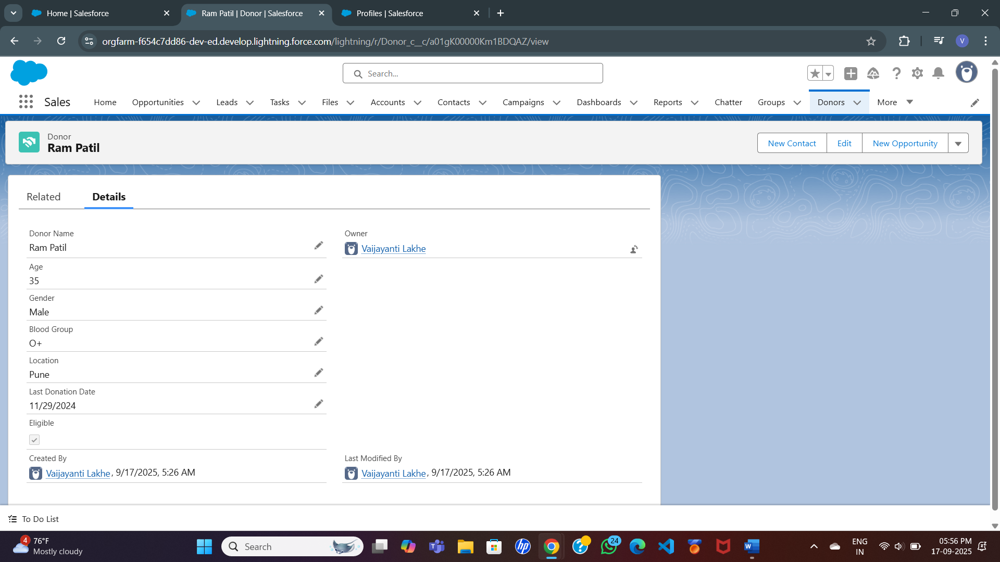 Home | Salesforce
Ram Patil | Donor | Salesforce
Profiles | Salesforce
orgfarm-f654c7dd86-dev-ed.develop.lightning.force.com/lightning/r/Donor_c__c/a01gK00000Km1BDQAZ/view
V
Search...
Sales
Home
Opportunities
Leads
Tasks
Files
Accounts
Contacts
Campaigns
Dashboards
Reports
Chatter
Groups
Donors
More
Donor
Ram Patil
New Contact
Edit
New Opportunity
Related
Details
Donor Name
Ram Patil
Owner
Vaijayanti Lakhe
Age
35
Gender
Male
Blood Group
O+
Location
Pune
Last Donation Date
11/29/2024
Eligible
Created By
Vaijayanti Lakhe, 9/17/2025, 5:26 AM
Last Modified By
Vaijayanti Lakhe, 9/17/2025, 5:26 AM
To Do List
4
76°F
Mostly cloudy
Search
hp
24
W
ENG
IN
05:56 PM
17-09-2025